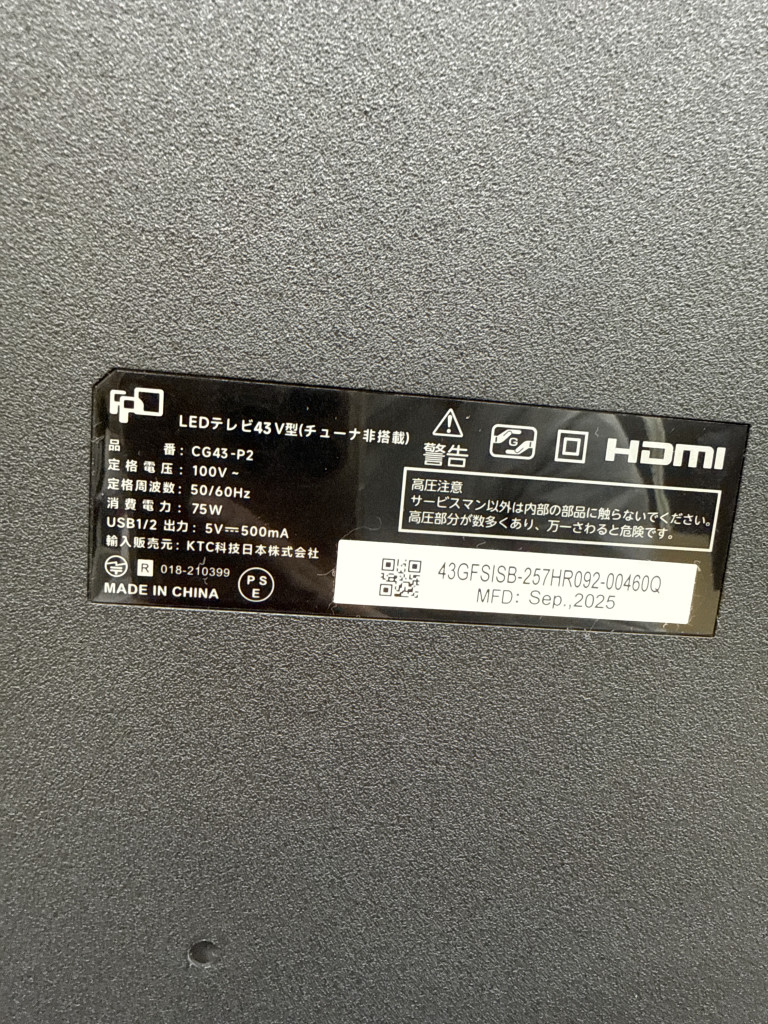 LEDテレビ43V型(チューナ非搭載)
品番: CG43-P2
定格電圧: 100V ~
定格周波数: 50/60Hz
消費電力: 75W
USB1/2 出力: 5V⎓500mA
輸入販売元: KTC科技日本株式会社
R 018-210399
MADE IN CHINA
PSE
警告
G
HDMI
高圧注意
サービスマン以外は内部の部品に触らないでください。
高圧部分が数多くあり、万一さわると危険です。
43GFSISB-257HR092-00460Q
MFD: Sep.,2025